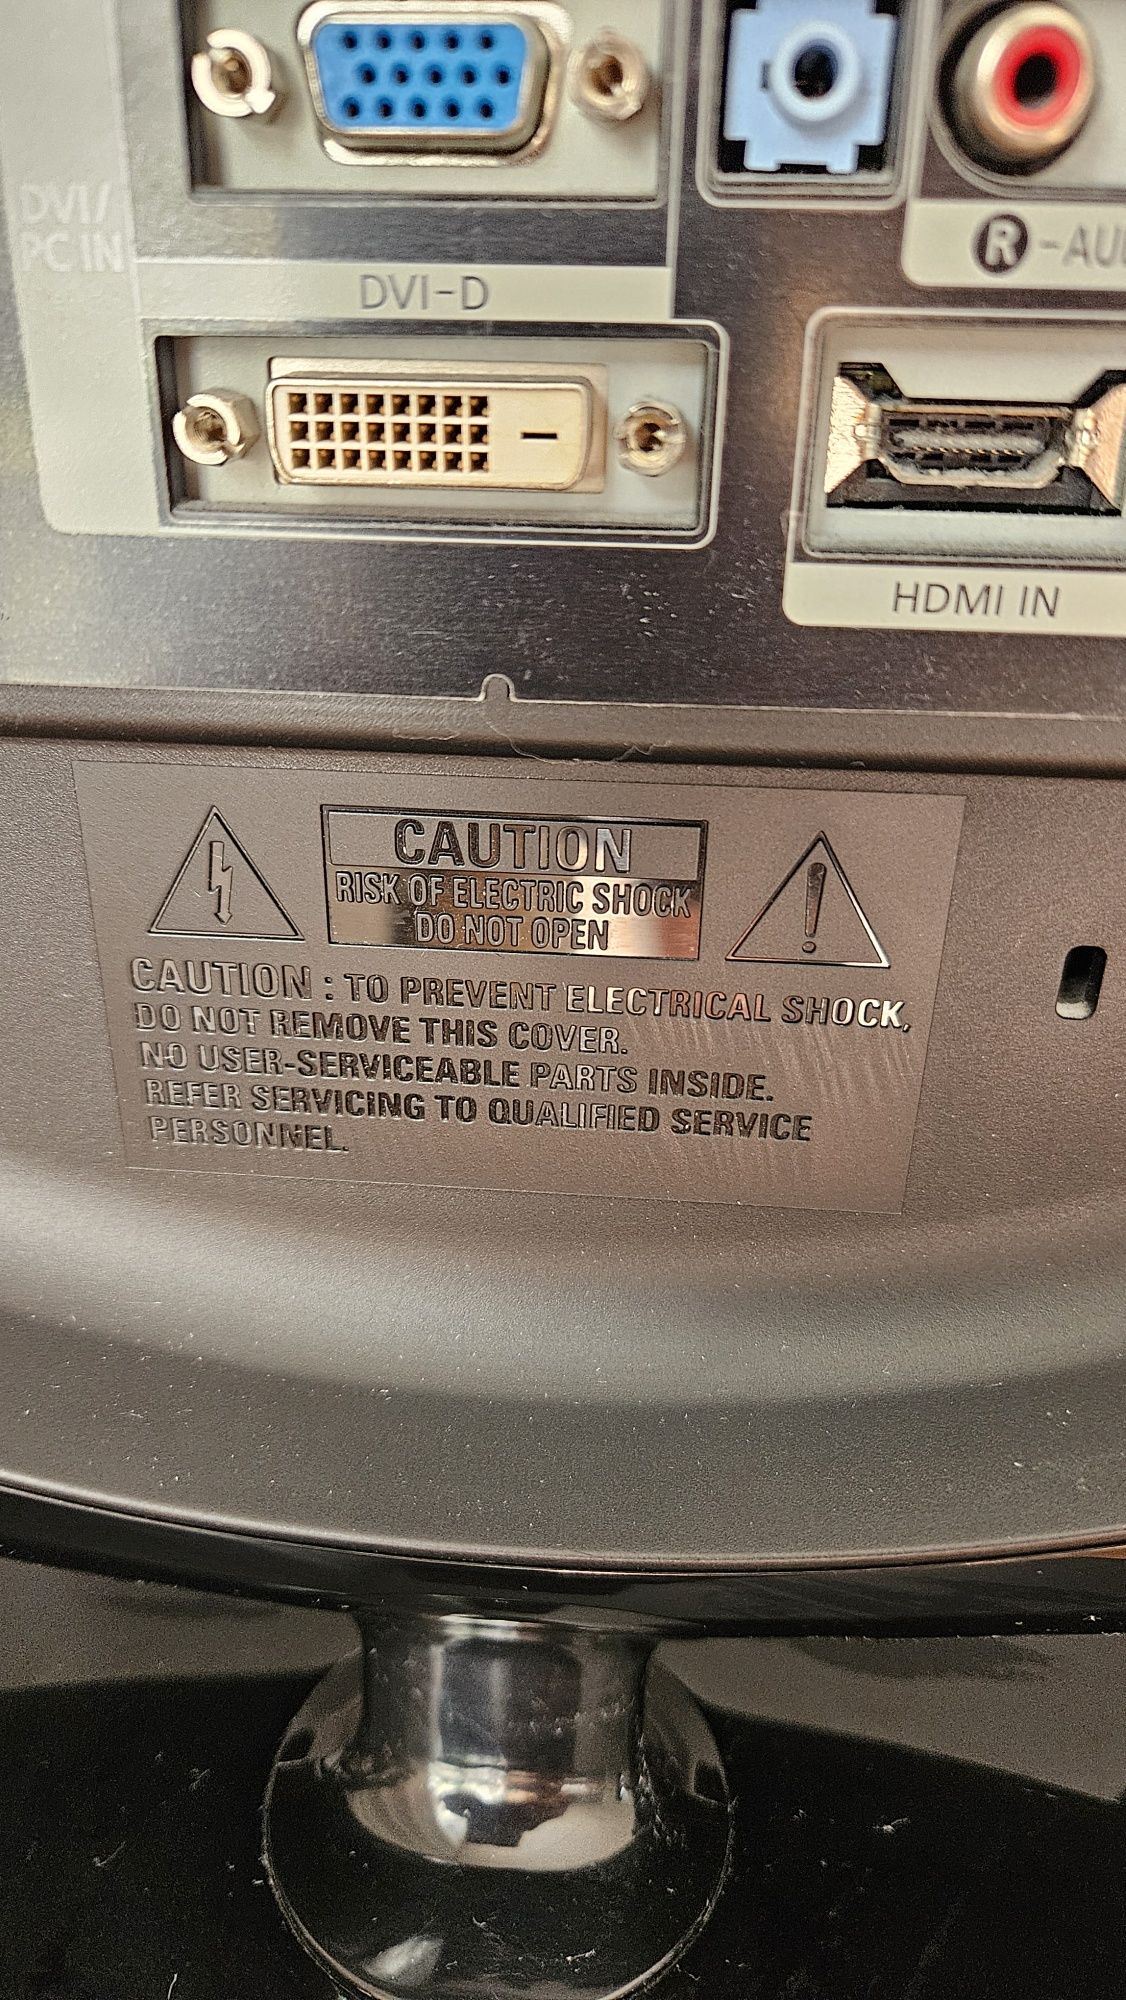 DVI/
PC IN
DVI-D
R-AU
HDMI IN
CAUTION
RISK OF ELECTRIC SHOCK
DO NOT OPEN
CAUTION : TO PREVENT ELECTRICAL SHOCK,
DO NOT REMOVE THIS COVER.
NO USER-SERVICEABLE PARTS INSIDE.
REFER SERVICING TO QUALIFIED SERVICE
PERSONNEL.